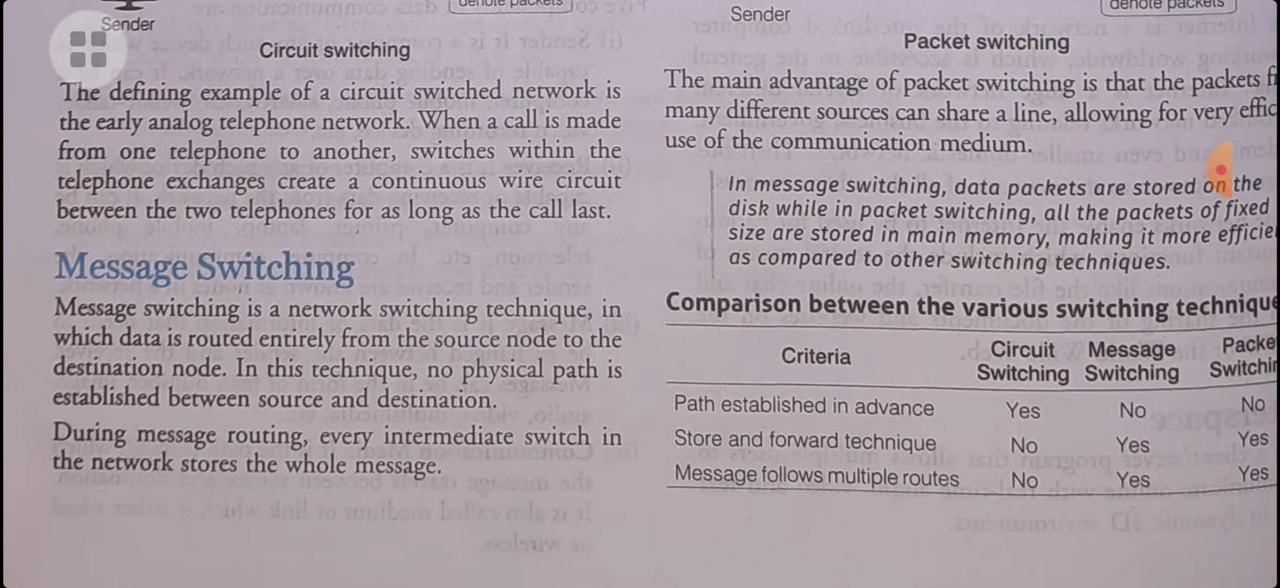 denote packets
Sender
Circuit switching
The defining example of a circuit switched network is
the early analog telephone network. When a call is made
from one telephone to another, switches within the
telephone exchanges create a continuous wire circuit
between the two telephones for as long as the call last.
Message Switching
Message switching is a network switching technique, in
which data is routed entirely from the source node to the
destination node. In this technique, no physical path is
established between source and destination.
During message routing, every intermediate switch in
the network stores the whole message.
denote packets
Sender
Packet switching
The main advantage of packet switching is that the packets
many different sources can share a line, allowing for very
use of the communication medium.
In message switching, data packets are stored on the
disk while in packet switching, all the packets of fixed
size are stored in main memory, making it more efficie
as compared to other switching techniques.
Comparison between the various switching technique
Criteria Circuit Switching Message Switching Packe Switchin
Path established in advance Yes No No
Store and forward technique No Yes Yes
Message follows multiple routes No Yes Yes